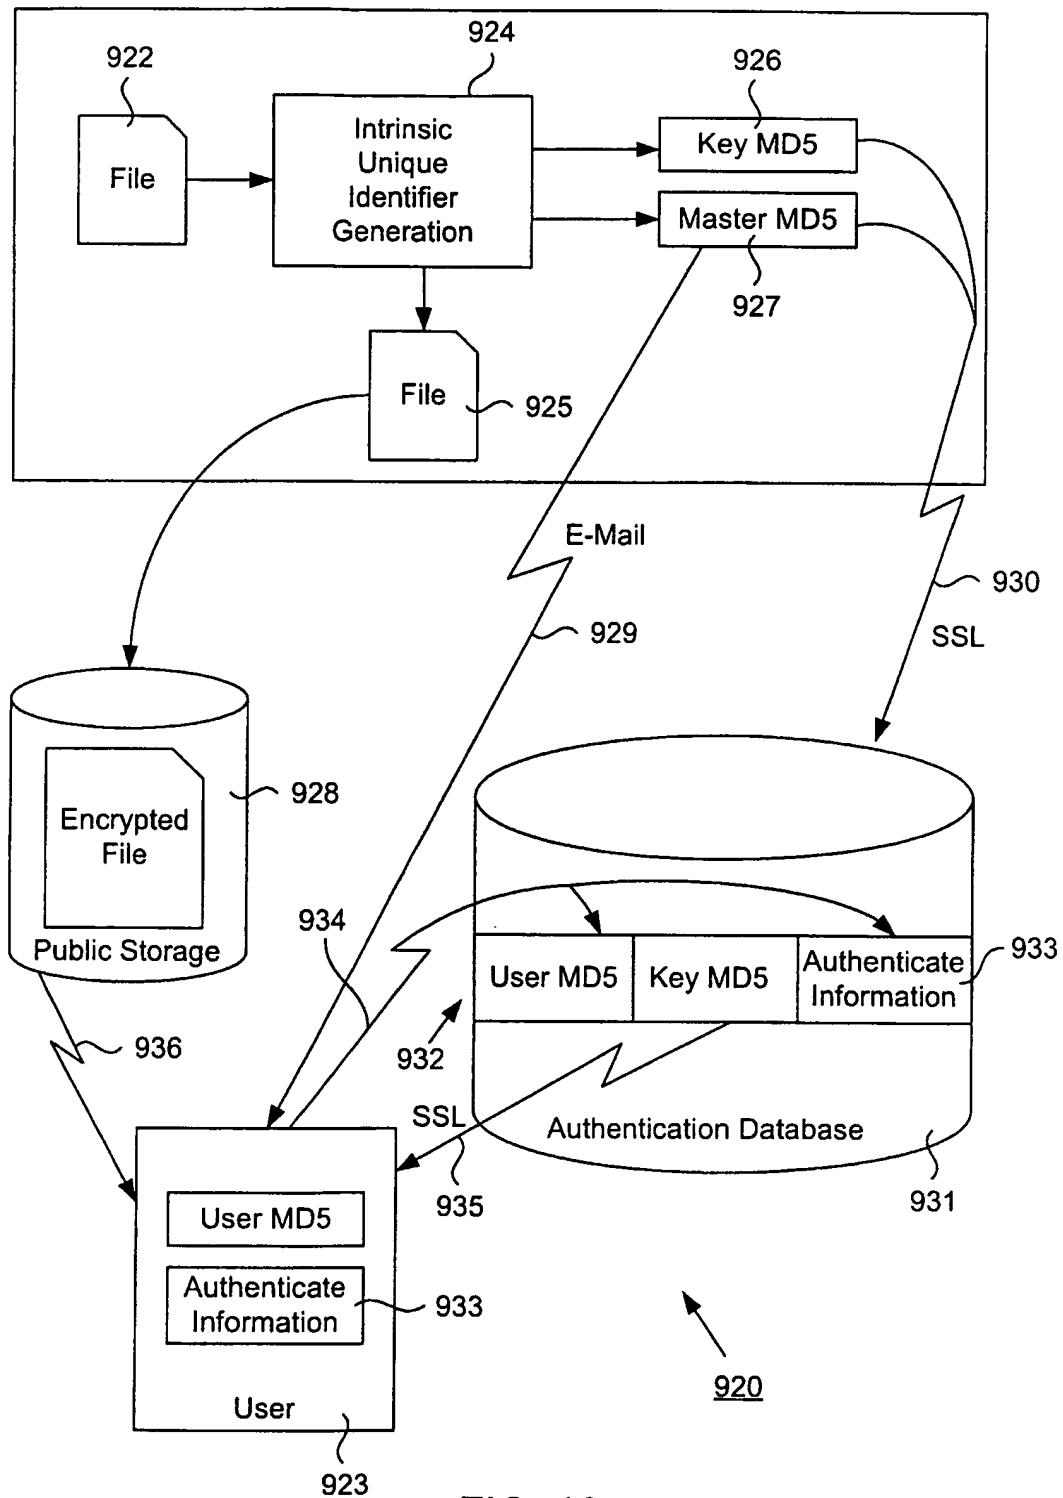 924
922
926
Intrinsic
Unique
Identifier
Generation
Key MD5
File
Master MD5
927
File
925
E-Mail
930
929
SSL
928
Encrypted
File
934
Public Storage
User MD5
Key MD5
Authenticate
Information
933
936
932
SSL
Authentication Database
935
931
User MD5
Authenticate
Information
933
920
User
923